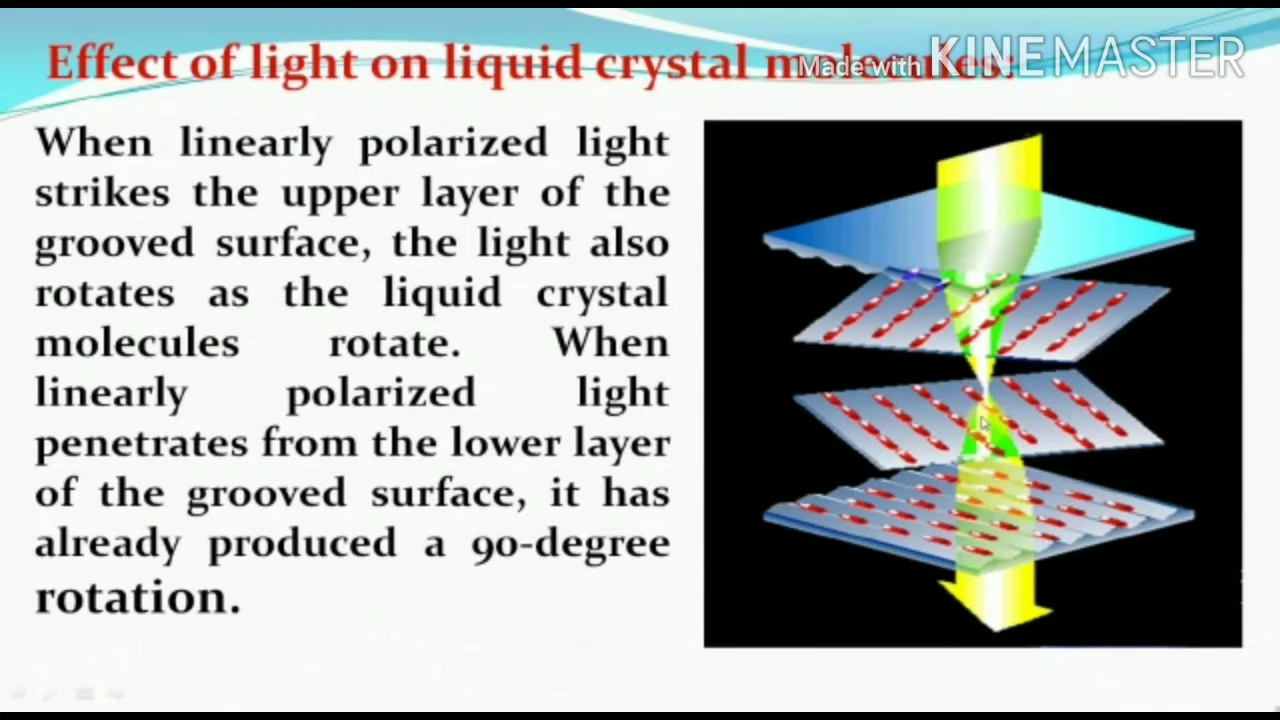 Effect of light on liquid crystal
Made with KINEMASTER
When linearly polarized light
strikes the upper layer of the
grooved surface, the light also
rotates as the liquid crystal
molecules rotate. When
linearly polarized light
penetrates from the lower layer
of the grooved surface, it has
already produced a 90-degree
rotation.